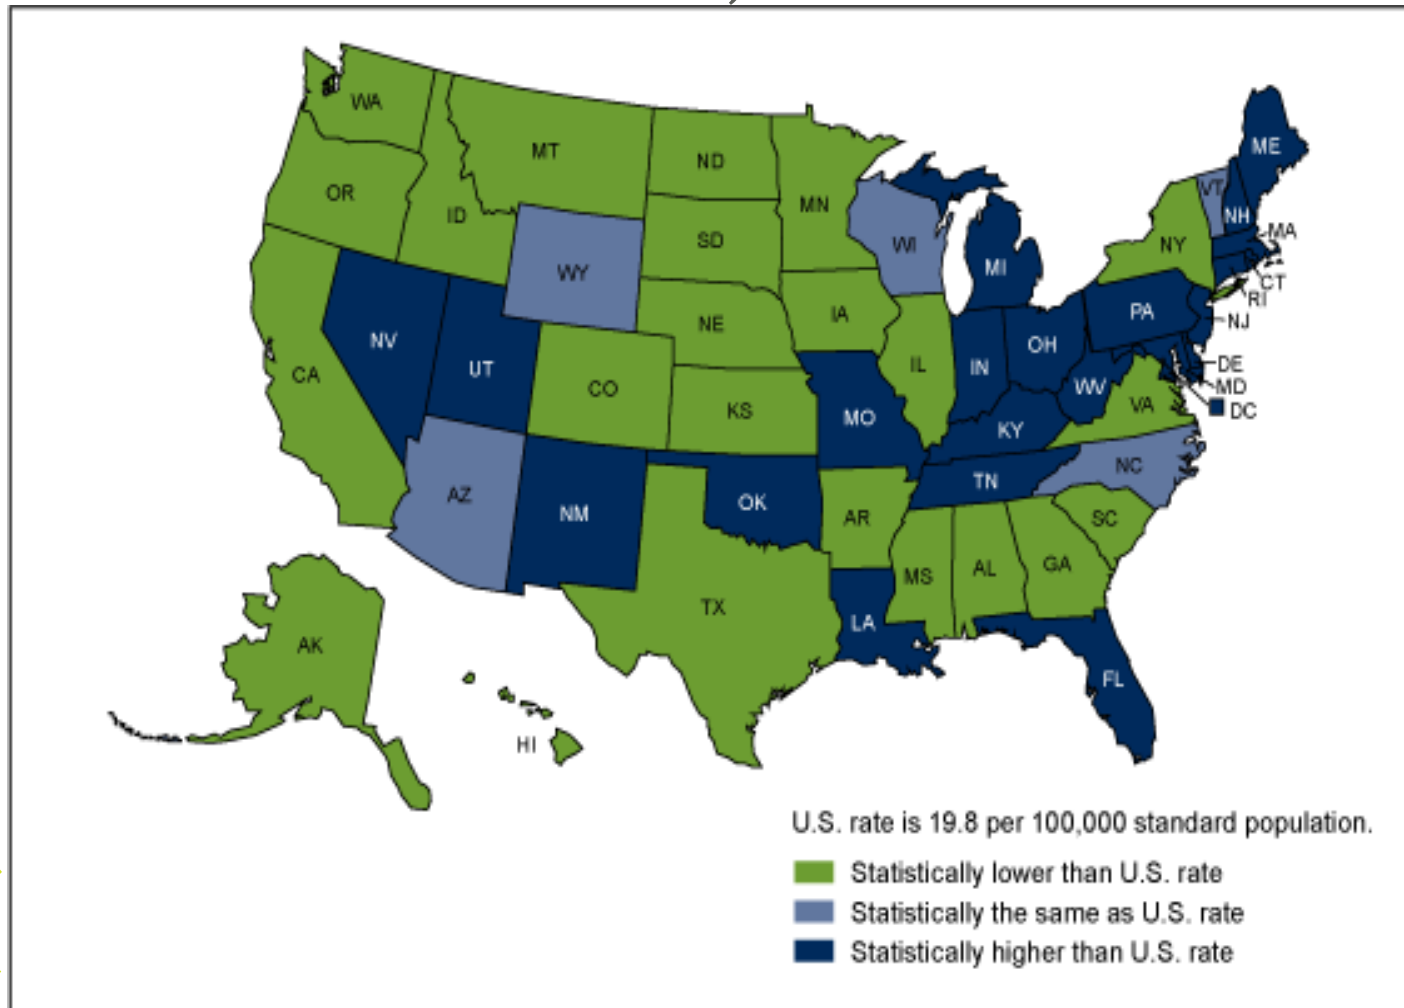 WA
MT
ND
MN
ME
VT
NH
OR
ID
SD
WI
NY
MA
WY
MI
CT
RI
NE
IA
PA
NJ
NV
UT
CO
IL
IN
OH
DE
CA
KS
MO
WV
VA
MD
DC
KY
AZ
NM
OK
AR
TN
NC
SC
TX
MS
AL
GA
LA
AK
FL
HI
U.S. rate is 19.8 per 100,000 standard population.
Statistically lower than U.S. rate
Statistically the same as U.S. rate
Statistically higher than U.S. rate